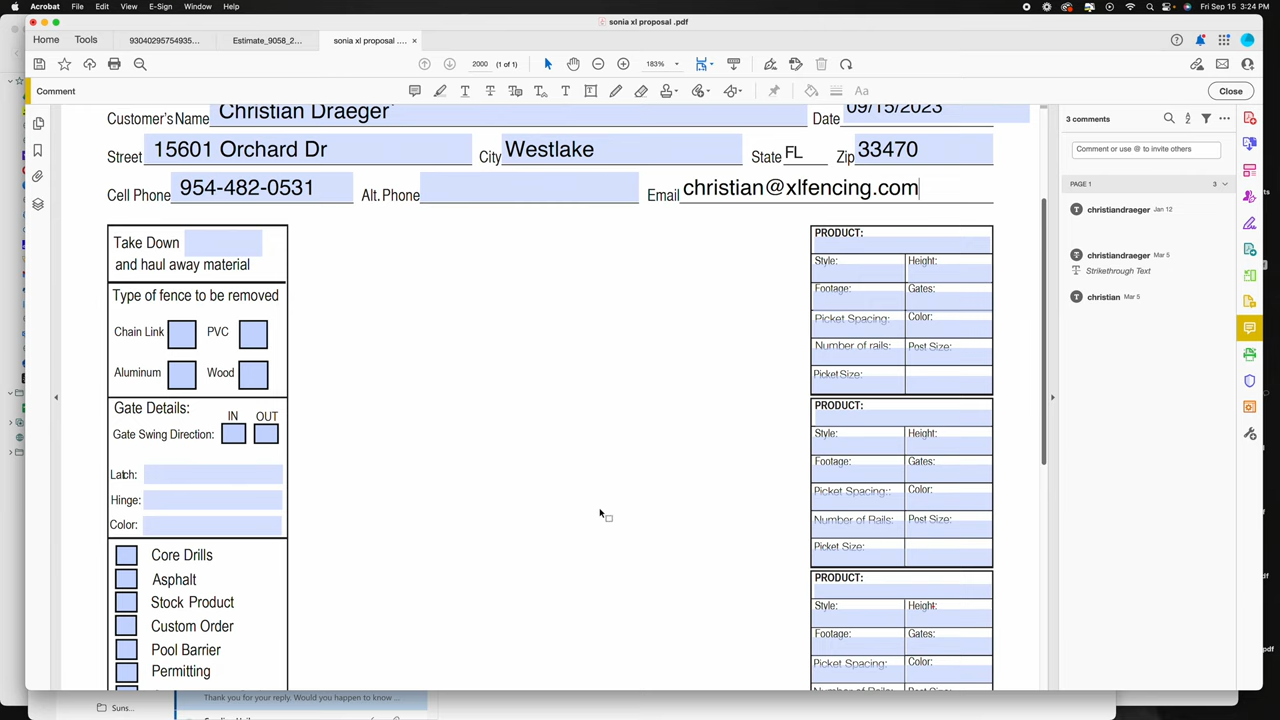 Acrobat File Edit View E-Sign Window Help Fri Sep 15 3:24 PM
sonia xl proposal .pdf
Home Tools 93040295754935... Estimate_9058_2... sonia xl proposal .... ×
2000 (1 of 1) 183%
Comment Close
Customer's Name Christian Draeger Date 09/15/2023
Street 15601 Orchard Dr City Westlake State FL Zip 33470
Cell Phone 954-482-0531 Alt. Phone Email christian@xlfencing.com
Take Down
and haul away material
Type of fence to be removed
Chain Link PVC
Aluminum Wood
Gate Details:
IN OUT
Gate Swing Direction:
Latch:
Hinge:
Color:
Core Drills
Asphalt
Stock Product
Custom Order
Pool Barrier
Permitting
PRODUCT:
Style: Height:
Footage: Gates:
Picket Spacing: Color:
Number of rails: Post Size:
Picket Size:
PRODUCT:
Style: Height:
Footage: Gates:
Picket Spacing:: Color:
Number of Rails: Post Size:
Picket Size:
PRODUCT:
Style: Height:
Footage: Gates:
Picket Spacing: Color:
3 comments
Comment or use @ to invite others
PAGE 1 3
christiandraeger Jan 12
christiandraeger Mar 5
Strikethrough Text
christian Mar 5
Thank you for your reply. Would you happen to know ...
Suns...